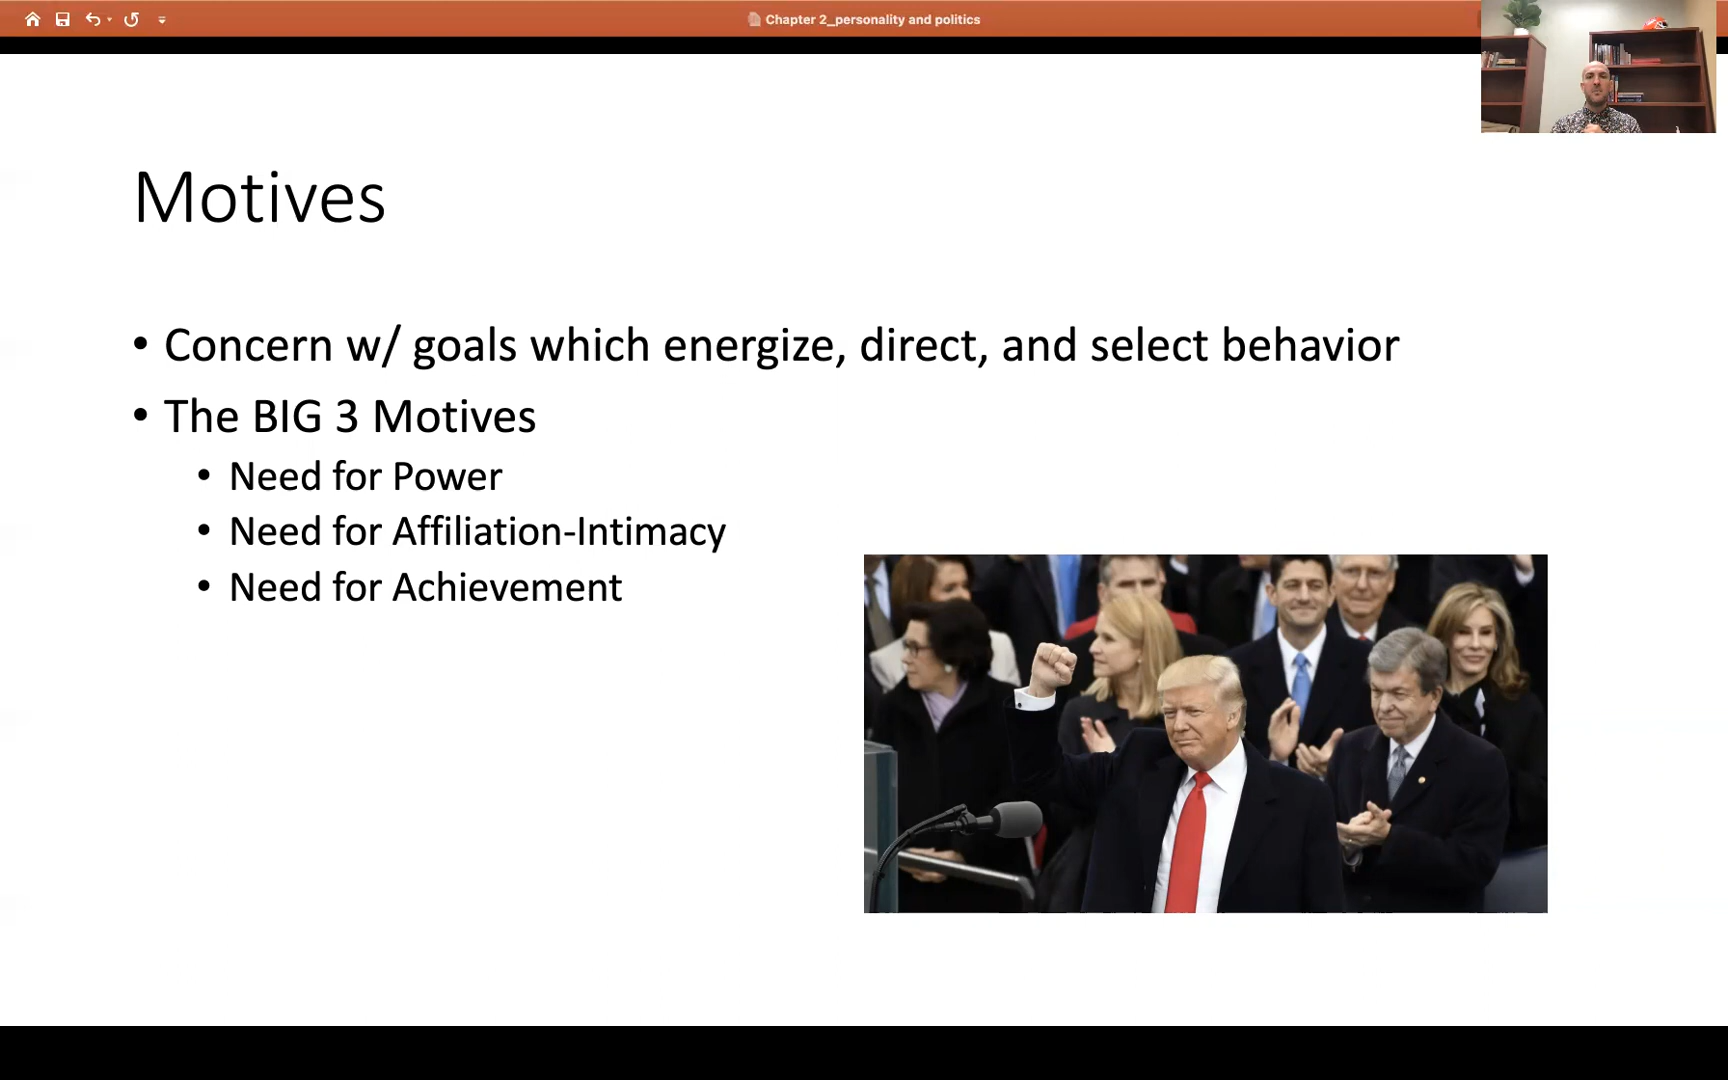 Chapter 2_personality and politics
Motives
• Concern w/ goals which energize, direct, and select behavior
• The BIG 3 Motives
• Need for Power
• Need for Affiliation-Intimacy
• Need for Achievement